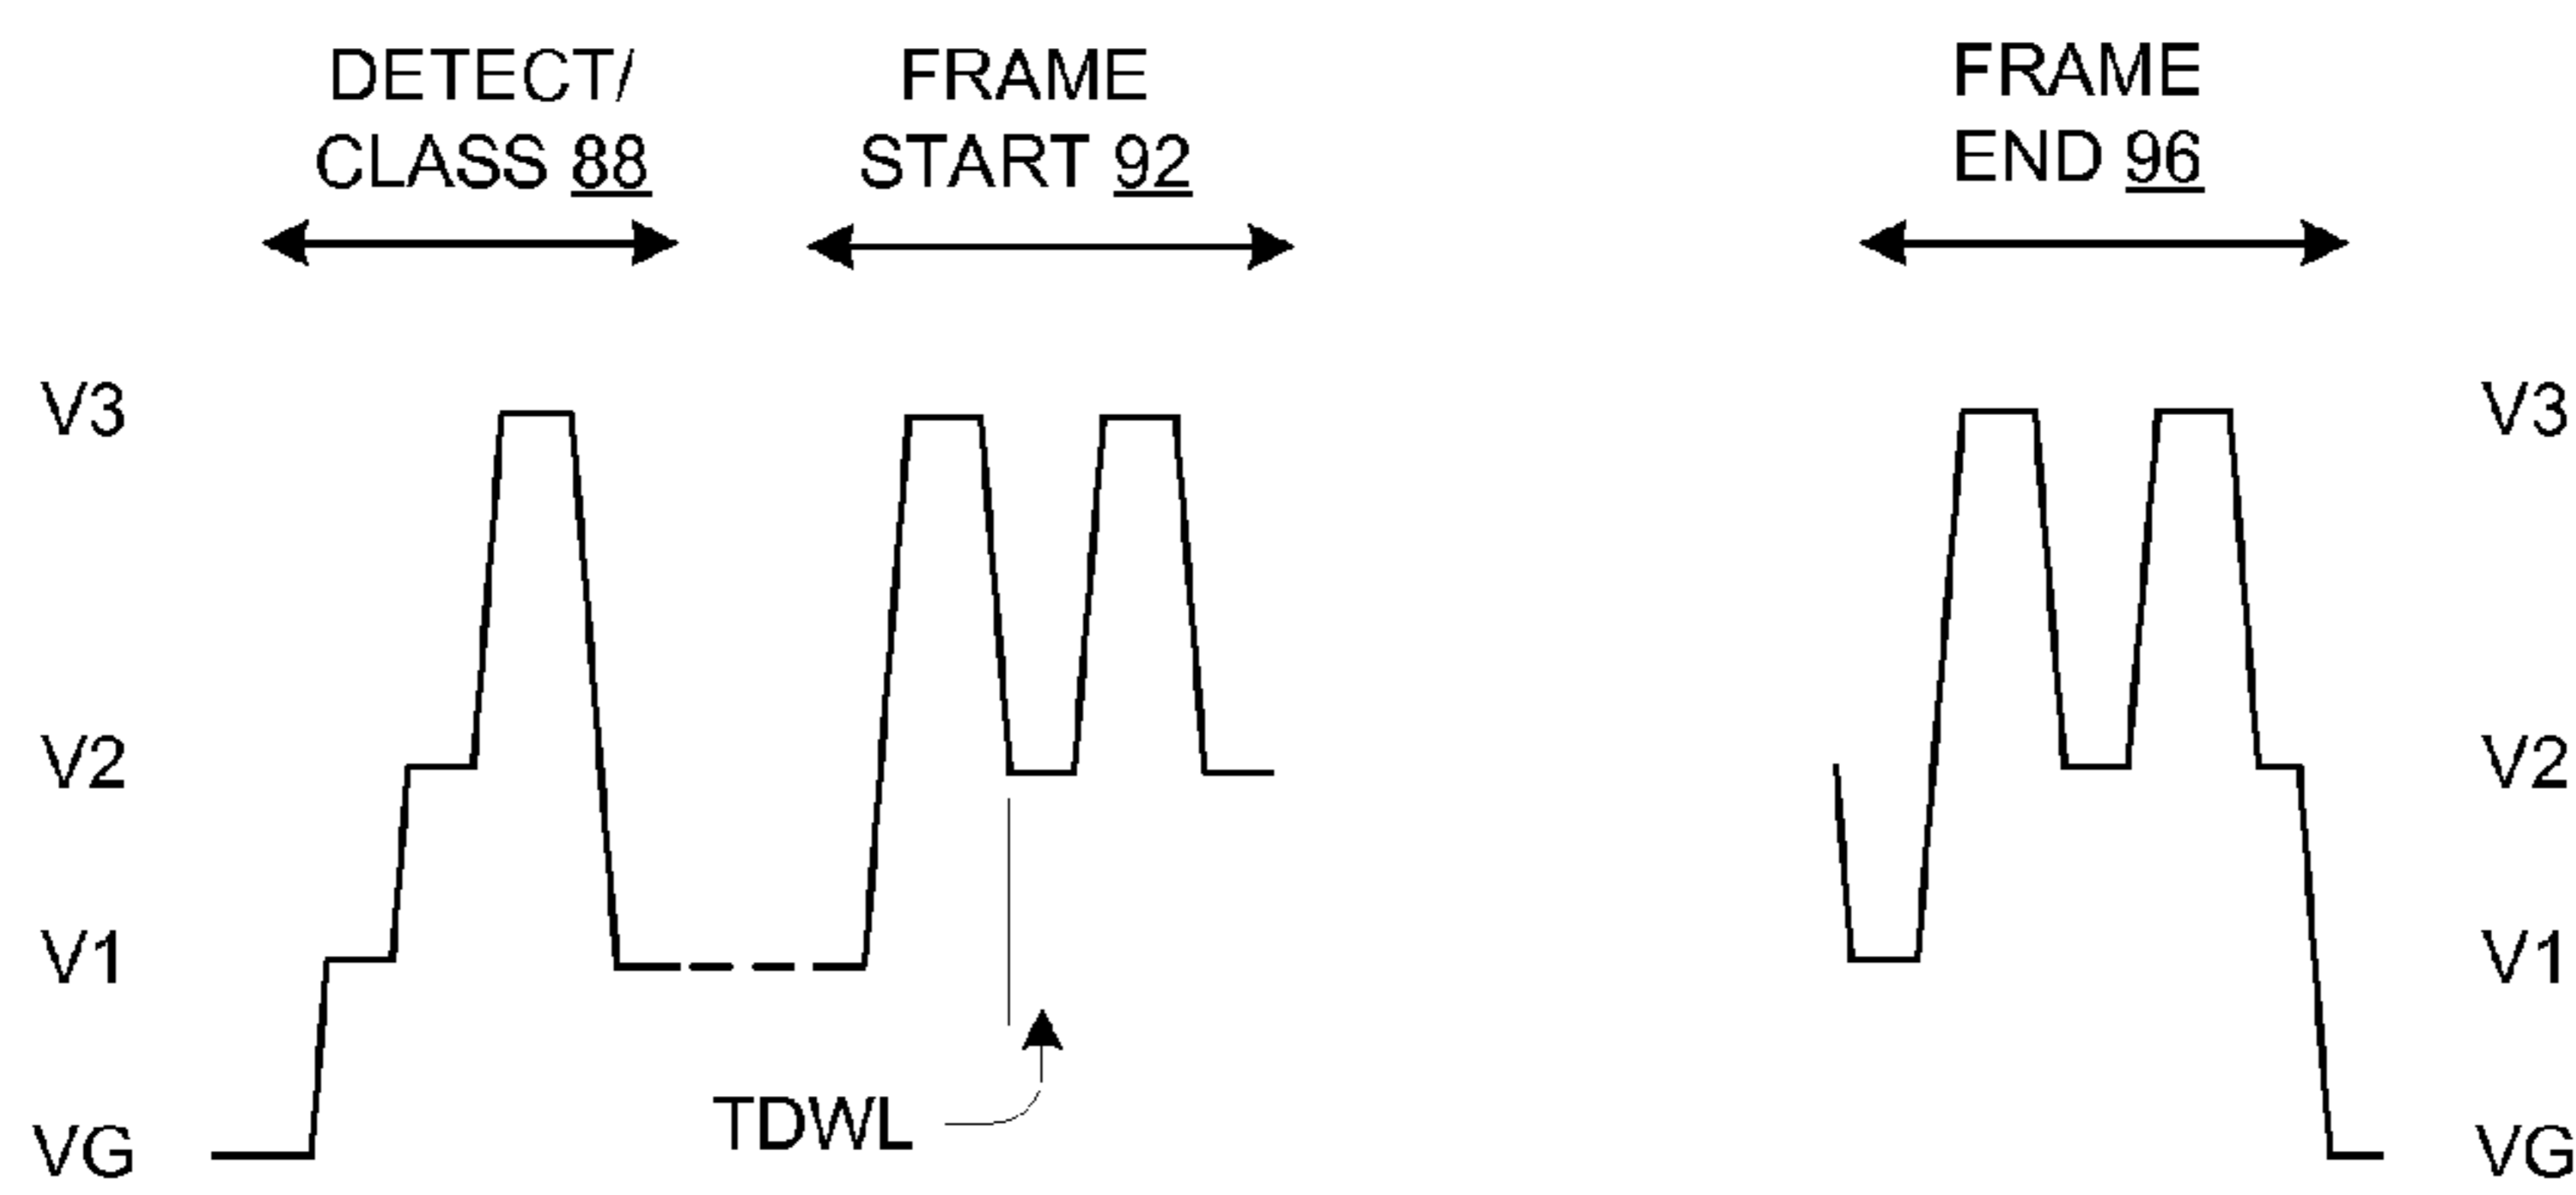 DETECT/
CLASS 88
FRAME
START 92
FRAME
END 96
V3
V3
V2
V2
V1
V1
TDWL
VG
VG